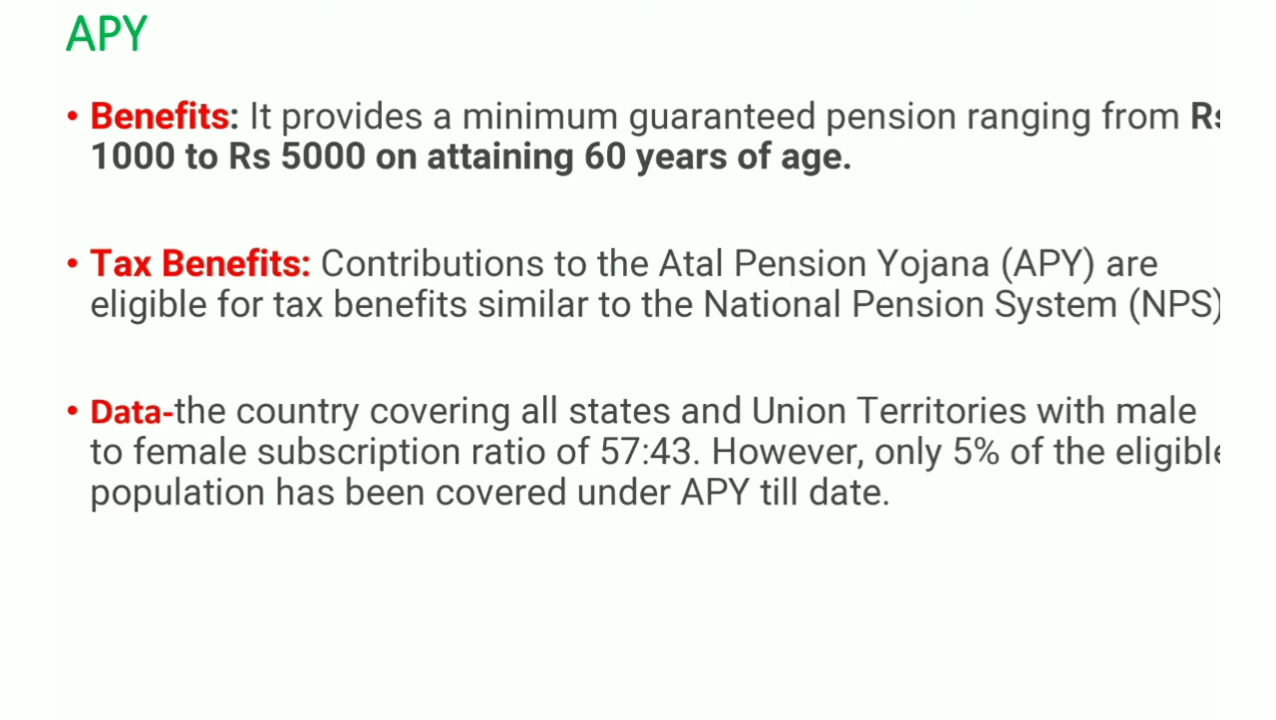 APY
• Benefits: It provides a minimum guaranteed pension ranging from Rs
1000 to Rs 5000 on attaining 60 years of age.
• Tax Benefits: Contributions to the Atal Pension Yojana (APY) are
eligible for tax benefits similar to the National Pension System (NPS)
• Data-the country covering all states and Union Territories with male
to female subscription ratio of 57:43. However, only 5% of the eligible
population has been covered under APY till date.